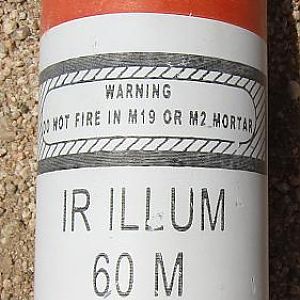 WARNING
DO NOT FIRE IN M19 OR M2 MORTAR
IR ILLUM
60 M